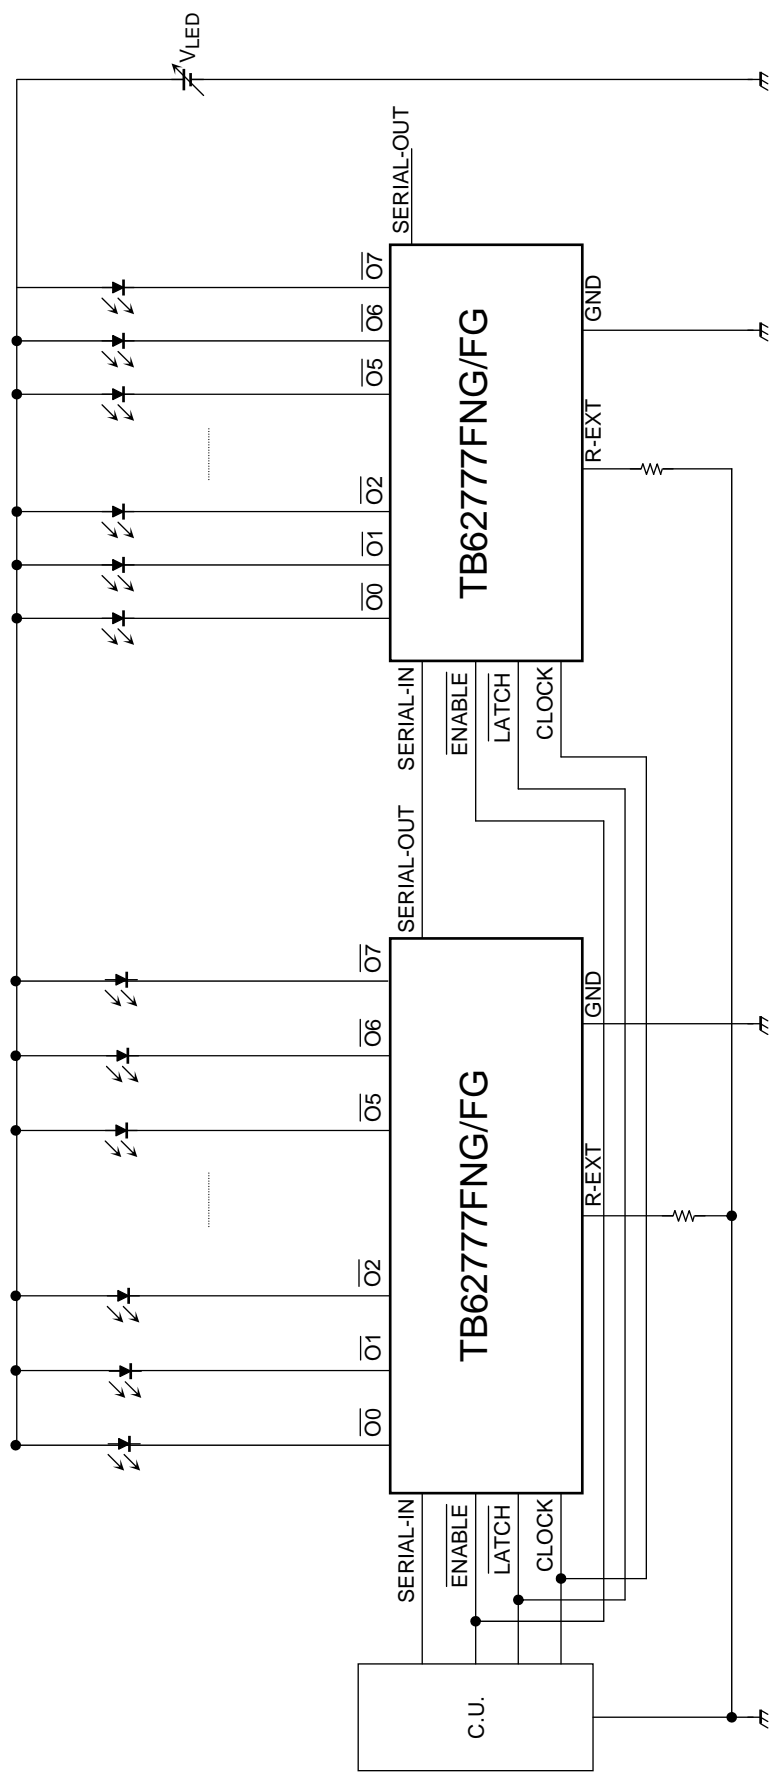 VLED
SERIAL-OUT
O7
O6
O5
O2
O1
O0
TB62777FNG/FG
GND
R-EXT
SERIAL-IN
ENABLE
LATCH
CLOCK
SERIAL-OUT
O7
O6
O5
O2
O1
O0
TB62777FNG/FG
GND
R-EXT
SERIAL-IN
ENABLE
LATCH
CLOCK
C.U.